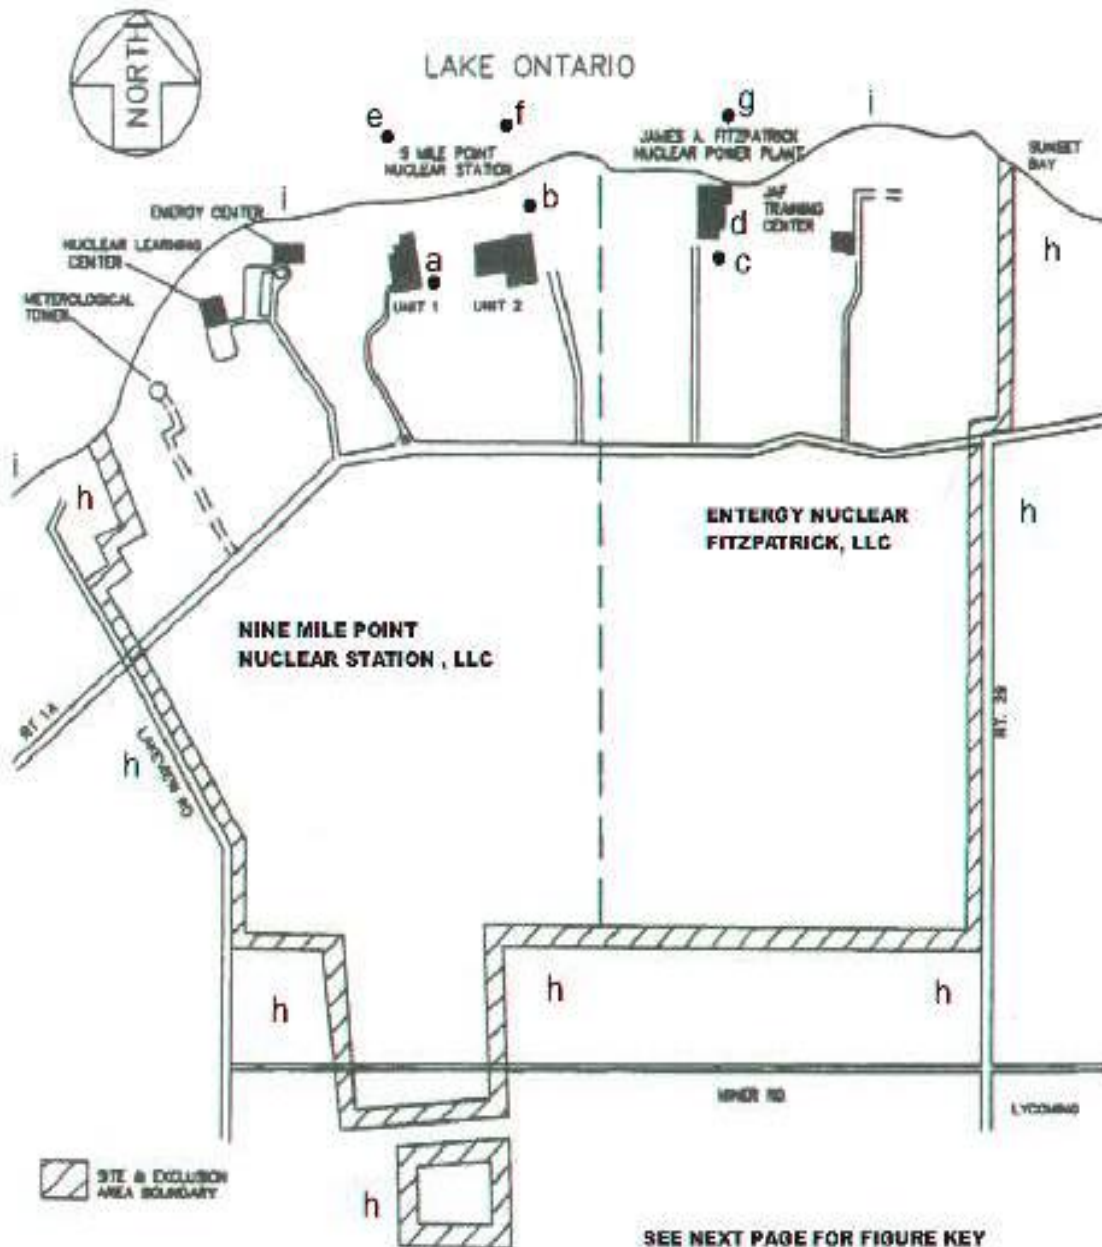 NORTH
LAKE ONTARIO
i
g
f
e
JAMES A. FITZPATRICK
NUCLEAR POWER PLANT
9 MILE POINT
NUCLEAR STATION
SUNSET
BAY
ENERGY CENTER
i
b
JAF
TRAINING
CENTER
d
NUCLEAR LEARNING
CENTER
h
a
c
METEROLOGICAL
TOWER
UNIT 1
UNIT 2
i
h
h
ENTERGY NUCLEAR
FITZPATRICK, LLC
NINE MILE POINT
NUCLEAR STATION , LLC
RT 1A
RT. 29
h
LAKEVIEW RD
h
h
h
MINER RD
LYCOMING
SITE & EXCLUSION
AREA BOUNDARY
h
SEE NEXT PAGE FOR FIGURE KEY